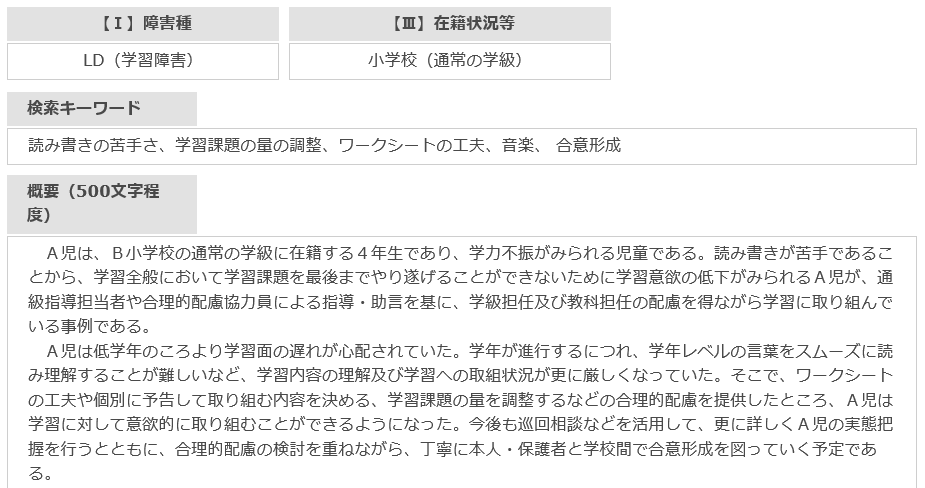 【Ⅰ】障害種
【Ⅲ】在籍状況等
LD（学習障害）
小学校（通常の学級）
検索キーワード
読み書きの苦手さ、学習課題の量の調整、ワークシートの工夫、音楽、 合意形成
概要（500文字程
度）
　Ａ児は、Ｂ小学校の通常の学級に在籍する４年生であり、学力不振がみられる児童である。読み書きが苦手であるこ
とから、学習全般において学習課題を最後までやり遂げることができないために学習意欲の低下がみられるＡ児が、通
級指導担当者や合理的配慮協力員による指導・助言を基に、学級担任及び教科担任の配慮を得ながら学習に取り組んで
いる事例である。
　Ａ児は低学年のころより学習面の遅れが心配されていた。学年が進行するにつれ、学年レベルの言葉をスムーズに読
み理解することが難しいなど、学習内容の理解及び学習への取組状況が更に厳しくなっていた。そこで、ワークシート
の工夫や個別に予告して取り組む内容を決める、学習課題の量を調整するなどの合理的配慮を提供したところ、Ａ児は
学習に対して意欲的に取り組むことができるようになった。今後も巡回相談などを活用して、更に詳しくＡ児の実態把
握を行うとともに、合理的配慮の検討を重ねながら、丁寧に本人・保護者と学校間で合意形成を図っていく予定であ
る。